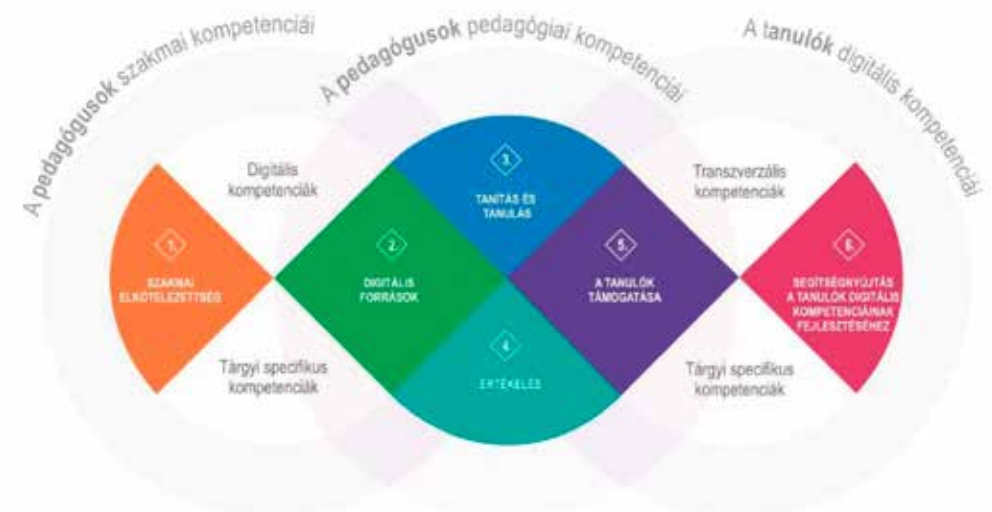 A pedagógusok szakmai kompetenciái
A pedagógusok pedagógiai kompetenciái
A tanulók digitális kompetenciái
Digitális
kompetenciák
Transzverzális
kompetenciák
1.
SZAKMAI
ELKÖTELEZETTSÉG
2.
DIGITÁLIS
FORRÁSOK
3.
TANÍTÁS ÉS
TANULÁS
4.
ÉRTÉKELÉS
5.
A TANULÓK
TÁMOGATÁSA
6.
SEGÍTSÉGNYÚJTÁS
A TANULÓK DIGITÁLIS
KOMPETENCIÁINAK
FEJLESZTÉSÉHEZ
Tárgyi specifikus
kompetenciák
Tárgyi specifikus
kompetenciák